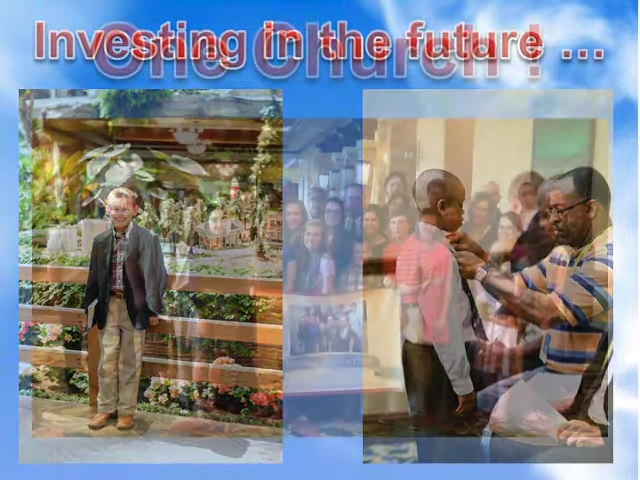 Investing in the future ...
One Church !